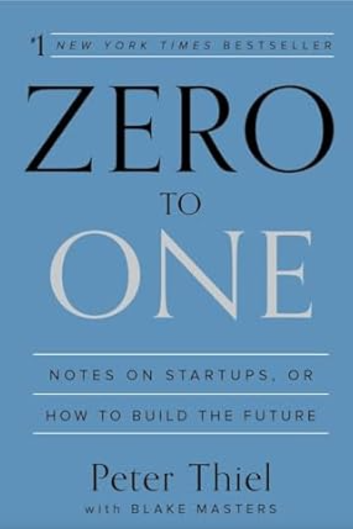 #1 NEW YORK TIMES BESTSELLER
ZERO
TO
ONE
NOTES ON STARTUPS, OR
HOW TO BUILD THE FUTURE
Peter Thiel
with BLAKE MASTERS